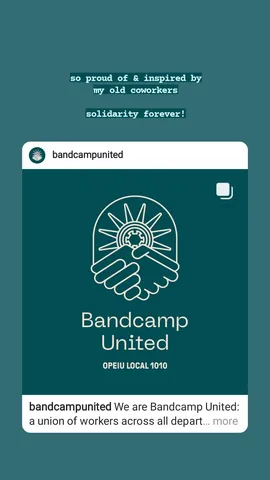 so proud of & inspired by
my old coworkers
solidarity forever!
bandcampunited
Bandcamp
United
OPEIU LOCAL 1010
bandcampunited We are Bandcamp United:
a union of workers across all depart... more